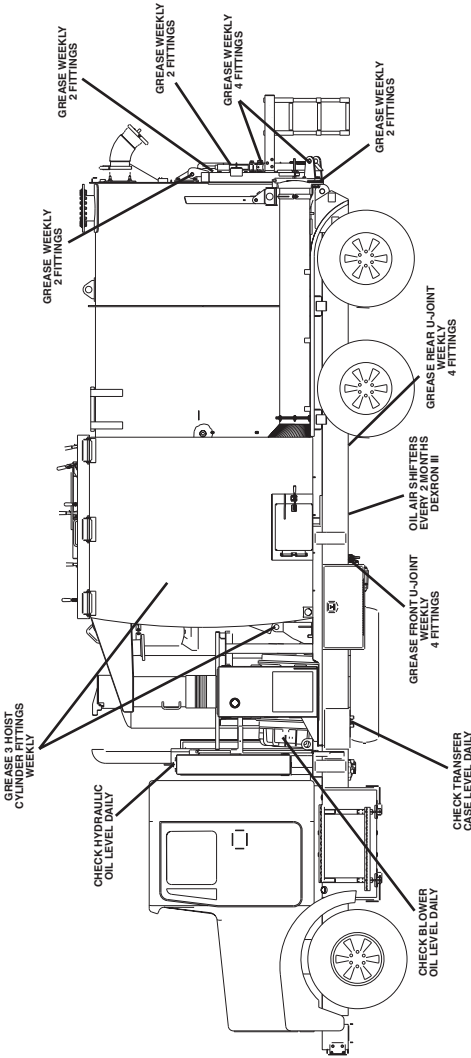 GREASE 3 HOIST
CYLINDER FITTINGS
WEEKLY
GREASE WEEKLY
2 FITTINGS
GREASE WEEKLY
2 FITTINGS
GREASE WEEKLY
2 FITTINGS
GREASE WEEKLY
4 FITTINGS
CHECK HYDRAULIC
OIL LEVEL DAILY
CHECK BLOWER
OIL LEVEL DAILY
CHECK TRANSFER
CASE LEVEL DAILY
GREASE FRONT U-JOINT
WEEKLY
4 FITTINGS
OIL AIR SHIFTERS
EVERY 2 MONTHS
DEXRON III
GREASE REAR U-JOINT
WEEKLY
4 FITTINGS
GREASE WEEKLY
2 FITTINGS